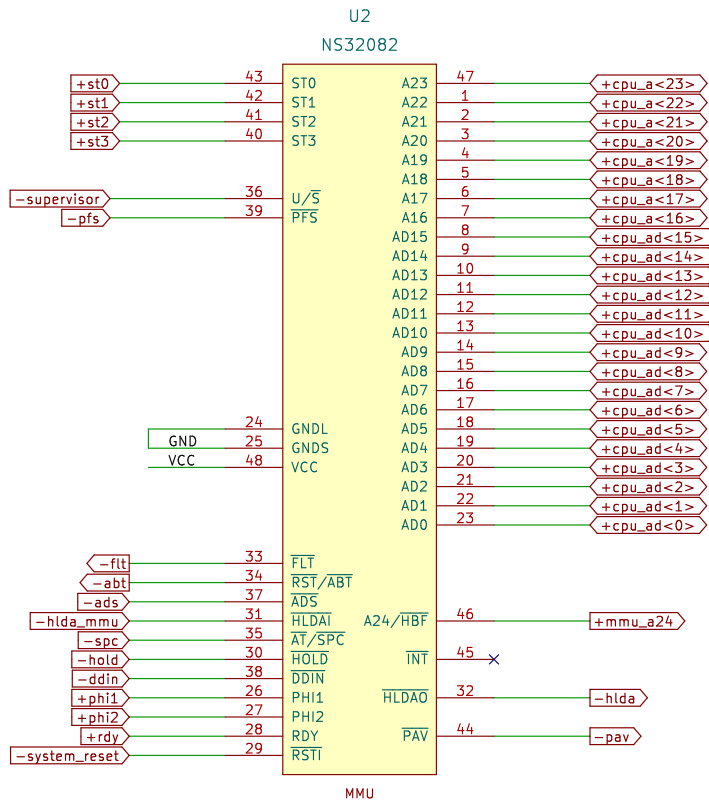 U2
NS32082
+st0 43 ST0 A23 47 +cpu_a<23>
+st1 42 ST1 A22 1 +cpu_a<22>
+st2 41 ST2 A21 2 +cpu_a<21>
+st3 40 ST3 A20 3 +cpu_a<20>
A19 4 +cpu_a<19>
A18 5 +cpu_a<18>
-supervisor 36 U/S A17 6 +cpu_a<17>
-pfs 39 PFS A16 7 +cpu_a<16>
AD15 8 +cpu_ad<15>
AD14 9 +cpu_ad<14>
AD13 10 +cpu_ad<13>
AD12 11 +cpu_ad<12>
AD11 12 +cpu_ad<11>
AD10 13 +cpu_ad<10>
AD9 14 +cpu_ad<9>
AD8 15 +cpu_ad<8>
AD7 16 +cpu_ad<7>
AD6 17 +cpu_ad<6>
24 GNDL AD5 18 +cpu_ad<5>
GND 25 GNDS AD4 19 +cpu_ad<4>
VCC 48 VCC AD3 20 +cpu_ad<3>
AD2 21 +cpu_ad<2>
AD1 22 +cpu_ad<1>
AD0 23 +cpu_ad<0>
-flt 33 FLT
-abt 34 RST/ABT
-ads 37 ADS
-hlda_mmu 31 HLDAI A24/HBF 46 +mmu_a24
-spc 35 AT/SPC
-hold 30 HOLD INT 45
-ddin 38 DDIN
+phi1 26 PHI1 HLDAO 32 -hlda
+phi2 27 PHI2
+rdy 28 RDY PAV 44 -pav
-system_reset 29 RSTI
MMU